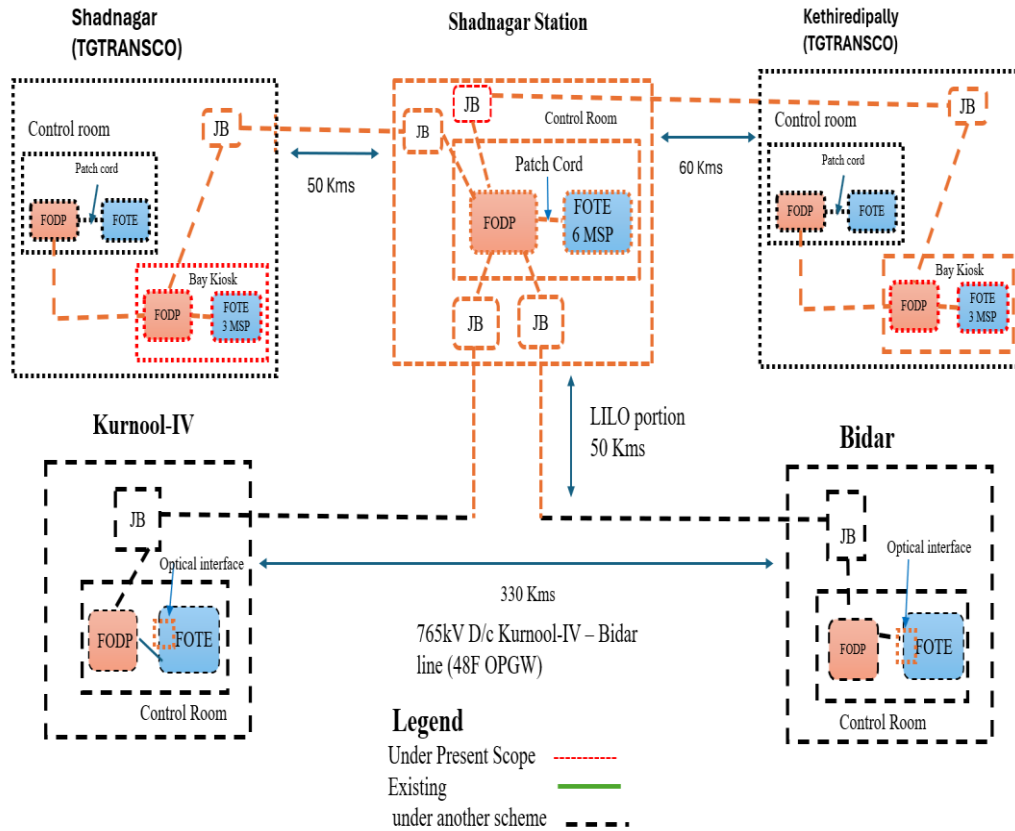 Shadnagar
(TGTRANSCO)
Shadnagar Station
Kethiredipally
(TGTRANSCO)
JB
Control room
Patch cord
FODP
FOTE
Bay Kiosk
FODP
FOTE
3 MSP
50 Kms
JB
JB
Control Room
Patch Cord
FODP
FOTE
6 MSP
JB
JB
60 Kms
JB
Control room
Patch cord
FODP
FOTE
Bay Kiosk
FODP
FOTE
3 MSP
LILO portion
50 Kms
Kurnool-IV
JB
Optical interface
FODP
FOTE
Control Room
Bidar
JB
Optical interface
FODP
FOTE
Control Room
330 Kms
765kV D/c Kurnool-IV – Bidar
line (48F OPGW)
Legend
Under Present Scope
Existing
under another scheme